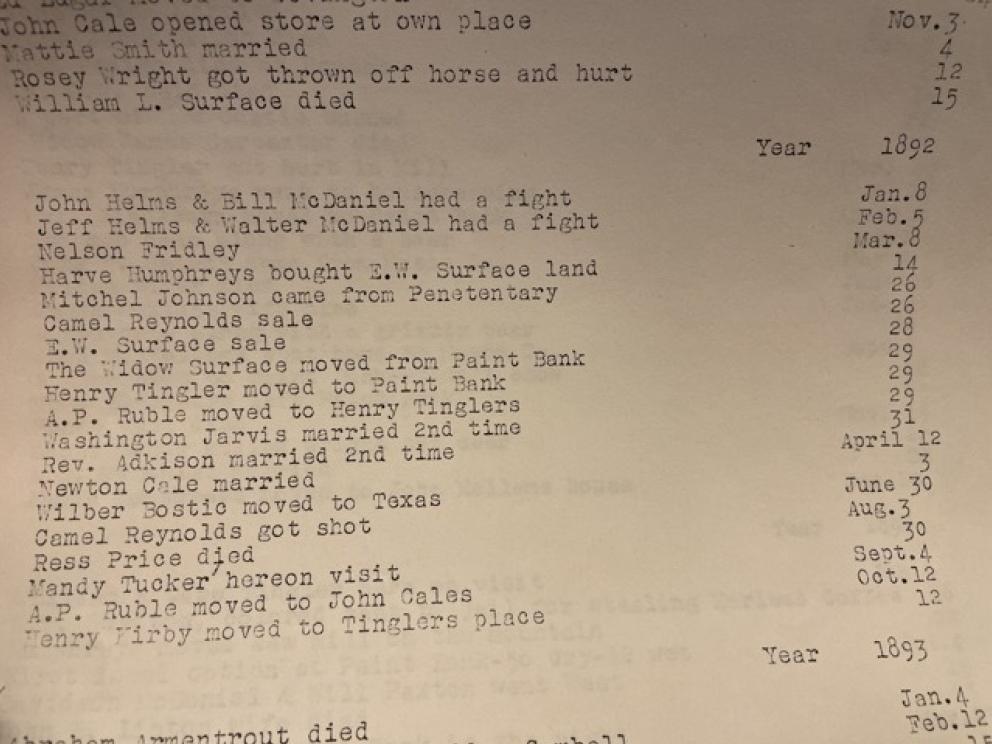 John Cale opened store at own place Nov.3
Mattie Smith married 4
Rosey Wright got thrown off horse and hurt 12
William L. Surface died 15
Year 1892
John Helms & Bill McDaniel had a fight Jan.8
Jeff Helms & Walter McDaniel had a fight Feb.5
Nelson Fridley Mar.8
Harve Humphreys bought E.W. Surface land 14
Mitchel Johnson came from Penetentary 26
Camel Reynolds sale 26
E.W. Surface sale 28
The Widow Surface moved from Paint Bank 29
Henry Tingler moved to Paint Bank 29
A.P. Ruble moved to Henry Tinglers 29
Washington Jarvis married 2nd time 31
Rev. Adkison married 2nd time April 12
Newton Cale married 3
Wilber Bostic moved to Texas June 30
Camel Reynolds got shot Aug.3
Ress Price died 30
Mandy Tucker hereon visit Sept.4
A.P. Ruble moved to John Cales Oct.12
Henry Kirby moved to Tinglers place 12
Year 1893
Jan.4
Abraham Armentrout died Feb.12